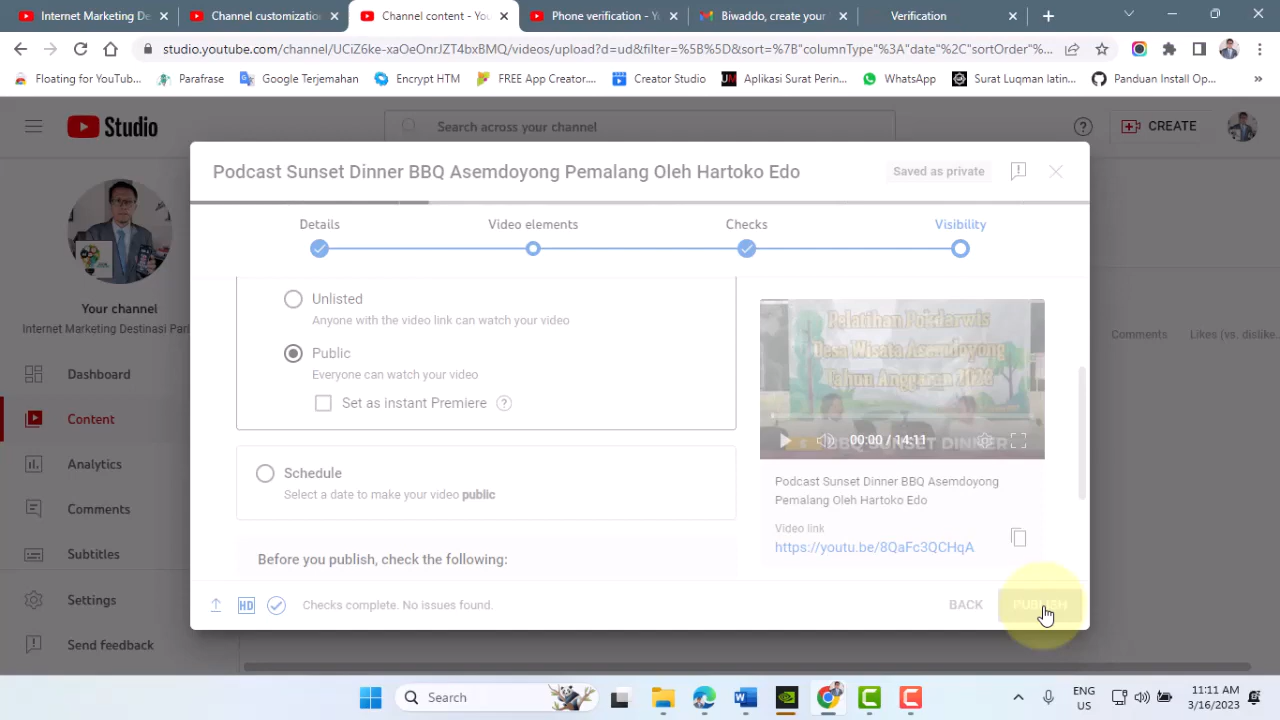 Internet Marketing De
Channel customization
Channel content - You
Phone verification - Yo
Biwaddo, create your
Verification
studio.youtube.com/channel/UCiZ6ke-xaOeOnrJZT4bxBMQ/videos/upload?d=ud&filter=%5B%5D&sort=%7B"columnType"%3A"date"%2C"sortOrder"%...
Floating for YouTub...
Parafrase
Google Terjemahan
Encrypt HTM
FREE App Creator....
Creator Studio
Aplikasi Surat Perin...
WhatsApp
Surat Luqman latin...
Panduan Install Op...
»
Studio
Search across your channel
CREATE
Podcast Sunset Dinner BBQ Asemdoyong Pemalang Oleh Hartoko Edo
Saved as private
Details
Video elements
Checks
Visibility
Your channel
Internet Marketing Destinasi Pari
Dashboard
Content
Analytics
Comments
Subtitles
Settings
Send feedback
Unlisted
Anyone with the video link can watch your video
Public
Everyone can watch your video
Set as instant Premiere
Schedule
Select a date to make your video public
Before you publish, check the following:
Pelatihan Pokdarwis
Desa Wisata Asemdoyong
00:00 / 14:11
BBQ SUNSET DINNER
Podcast Sunset Dinner BBQ Asemdoyong
Pemalang Oleh Hartoko Edo
Video link
https://youtu.be/8QaFc3QCHqA
Comments
Likes (vs. dislike...
HD
Checks complete. No issues found.
BACK
PUBLISH
Search
ENG
US
11:11 AM
3/16/2023